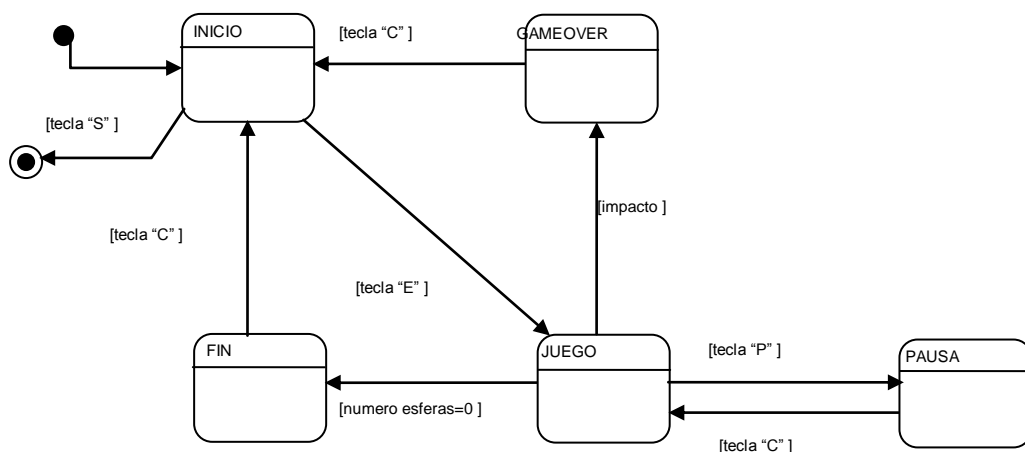 INICIO
[tecla “C” ]
GAMEOVER
[tecla “S” ]
[impacto ]
[tecla “C” ]
[tecla “E” ]
FIN
JUEGO
[tecla “P” ]
PAUSA
[numero esferas=0 ]
[tecla “C” ]